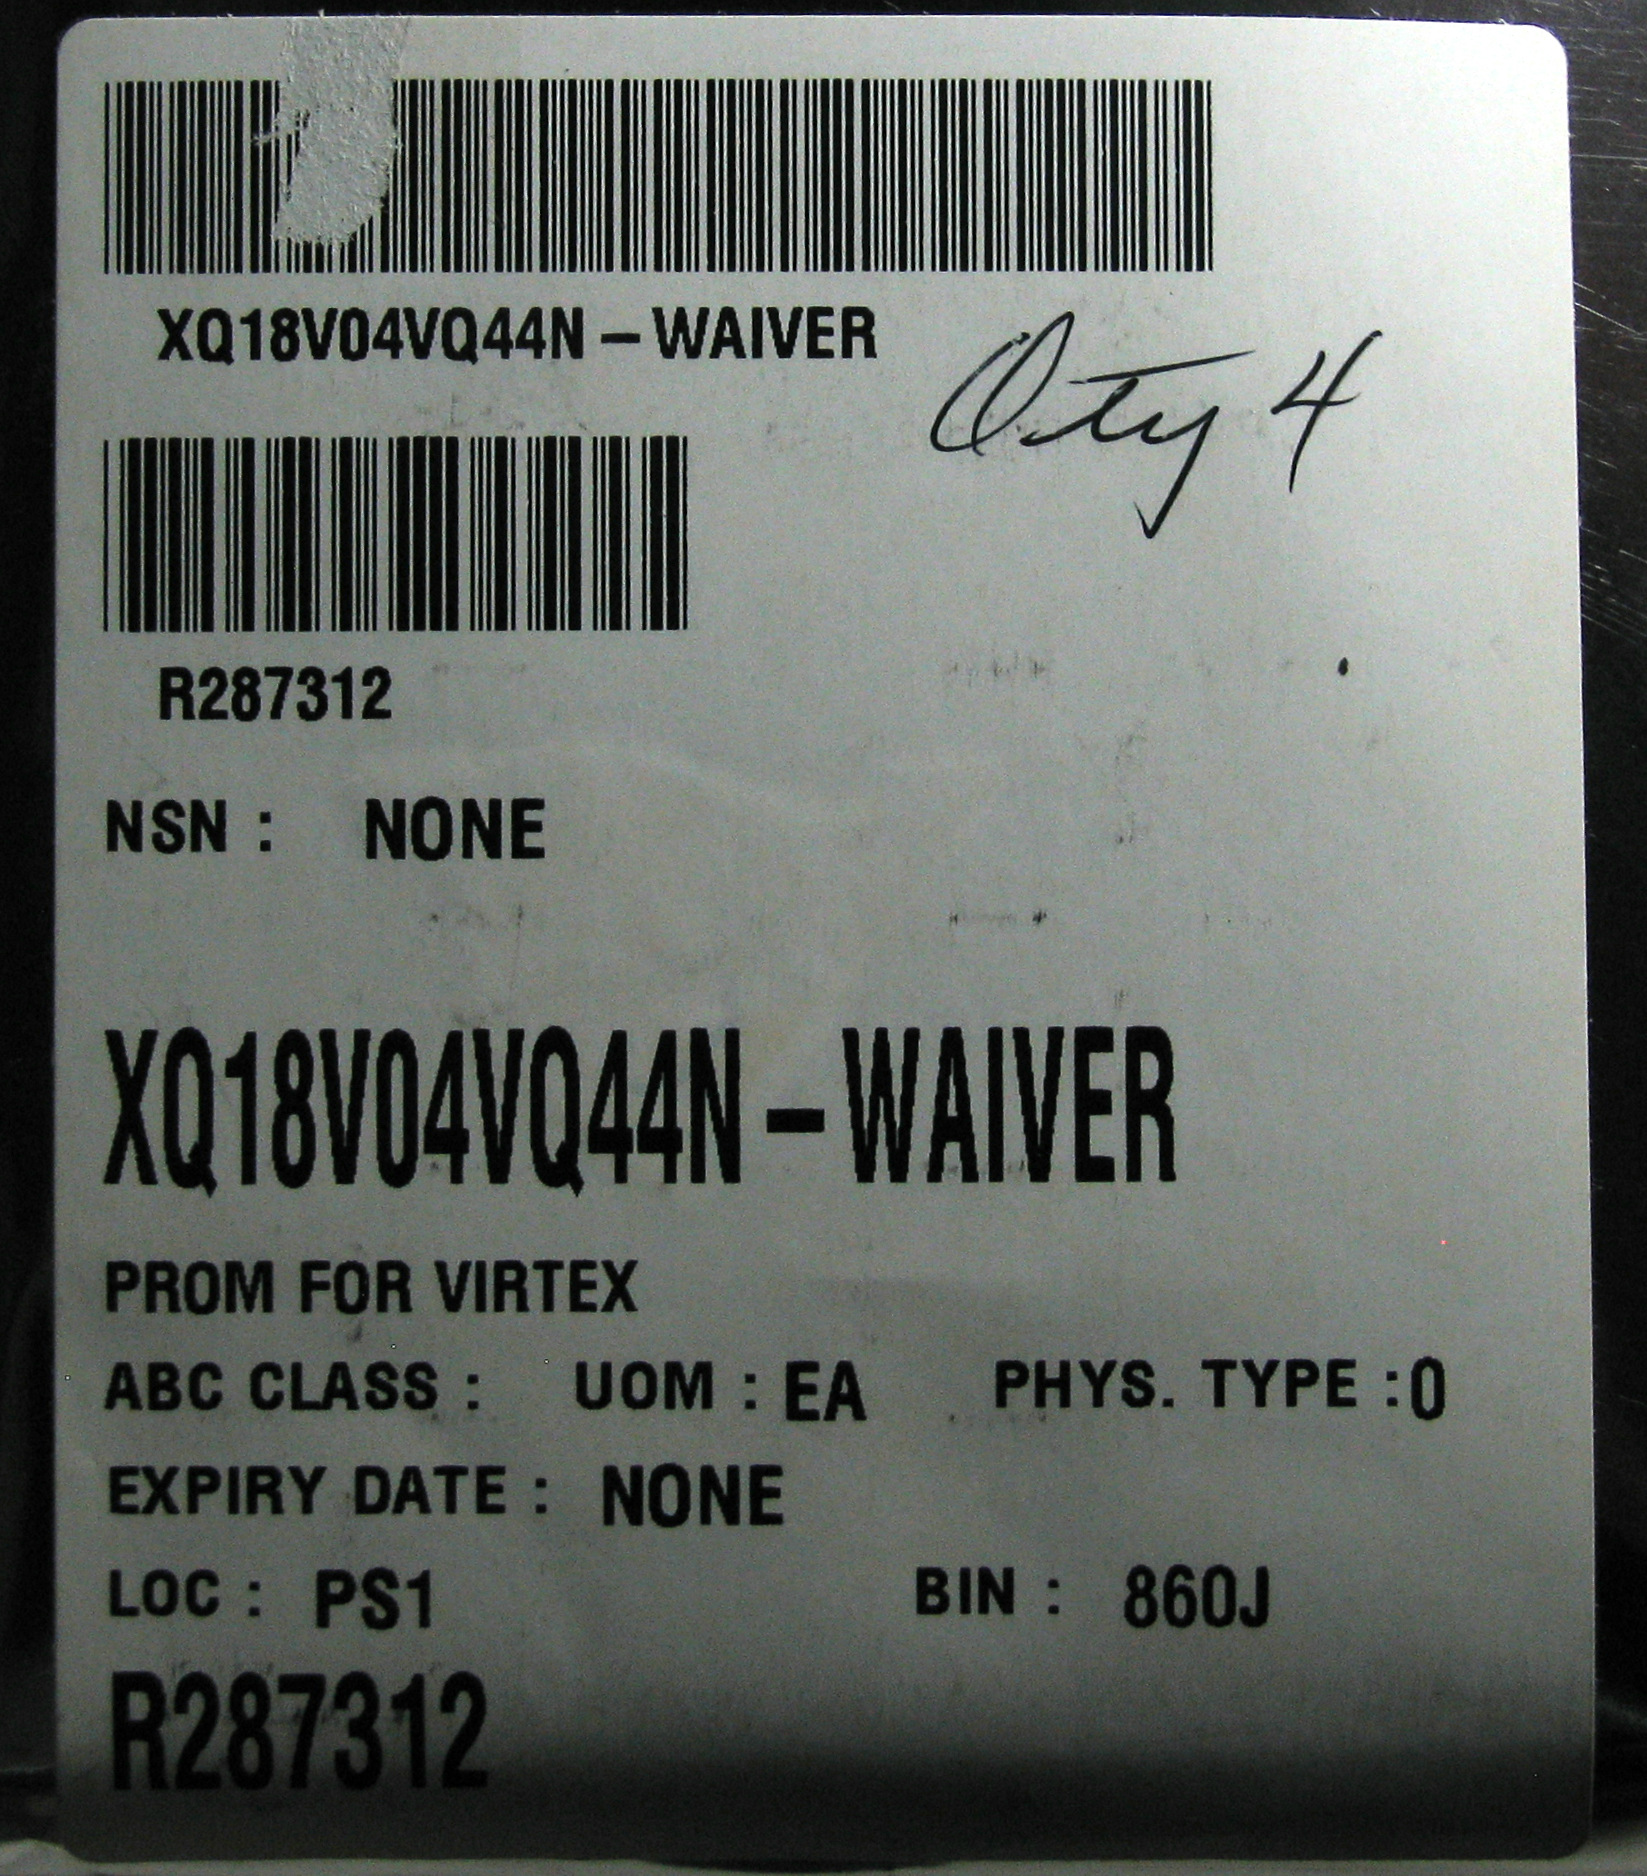 XQ18V04VQ44N-WAIVER
Qty 4
R287312
NSN : NONE
XQ18V04VQ44N-WAIVER
PROM FOR VIRTEX
ABC CLASS : UOM : EA PHYS. TYPE :0
EXPIRY DATE : NONE
LOC : PS1 BIN : 860J
R287312